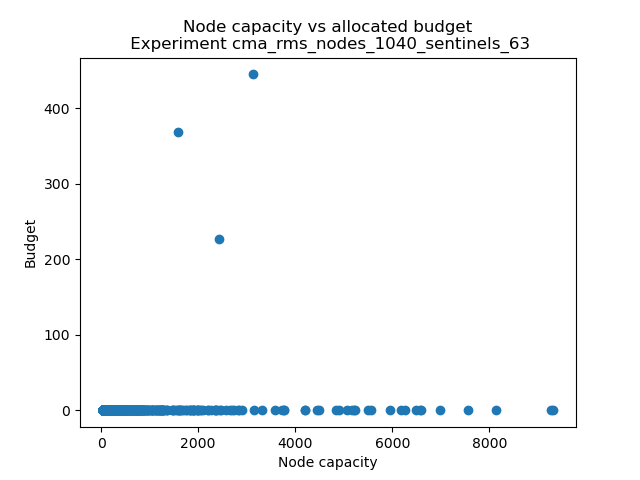 Node capacity vs allocated budget
Experiment cma_rms_nodes_1040_sentinels_63
400
300
200
100
0
Budget
0 2000 4000 6000 8000
Node capacity